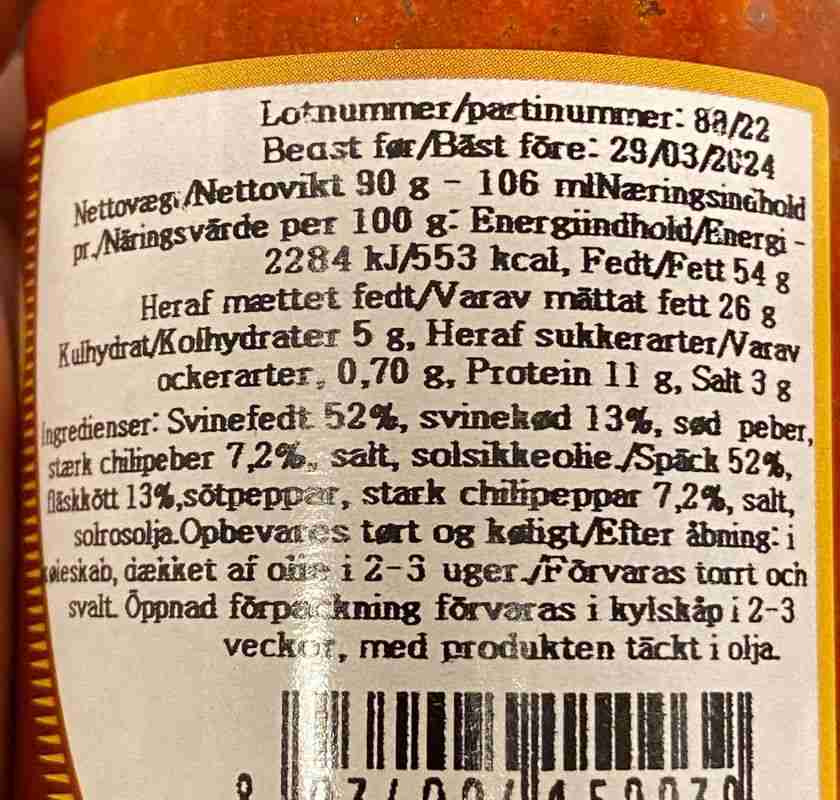 Lotnummer/partinummer: 88/22
Beast før/Bäst före: 29/03/2024
Nettovægt/Nettovikt 90 g - 106 mlNæringsindhold
pr./Näringsvärde per 100 g: Energiindhold/Energi -
2284 kJ/553 kcal, Fedt/Fett 54 g
Heraf mættet fedt/Varav mättat fett 26 g
Kulhydrat/Kolhydrater 5 g, Heraf sukkerarter/Varav
ockerarter, 0,70 g, Protein 11 g, Salt 3 g
Ingredienser: Svinefedt 52%, svinekød 13%, sød peber,
stærk chilipeber 7,2%, salt, solsikkeolie./Späck 52%,
fläskkött 13%,sötpeppar, stark chilipeppar 7,2%, salt,
solrosolja.Opbevares tørt og køligt/Efter åbning: i
køleskab, dækket af olie i 2-3 uger./Förvaras torrt och
svalt. Öppnad förpackning förvaras i kylskåp i 2-3
veckor, med produkten täckt i olja.